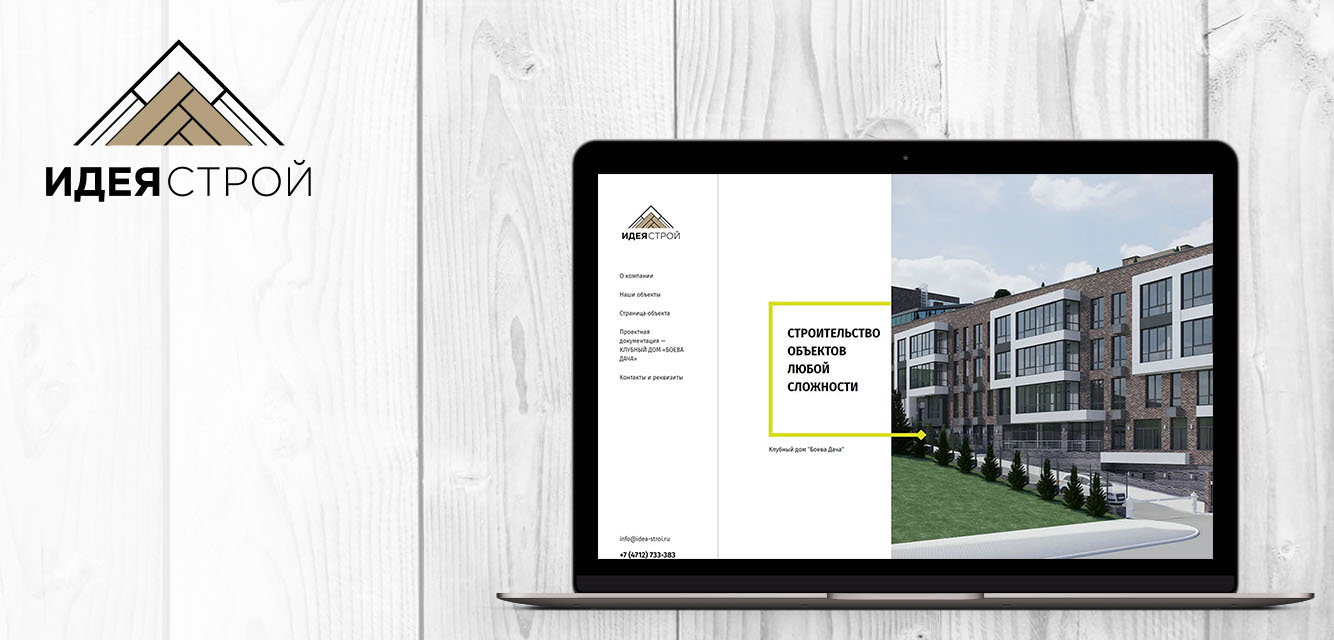 ИДЕЯСТРОЙ
ИДЕЯСТРОЙ
О компании
Наши объекты
Страница объекта
Проектная
документация —
КЛУБНЫЙ ДОМ «БОЕВА
ДАЧА»
Контакты и реквизиты
info@idea-stroi.ru
+7 (4712) 733-383
СТРОИТЕЛЬСТВО
ОБЪЕКТОВ
ЛЮБОЙ
СЛОЖНОСТИ
Клубный дом "Боева Дача"